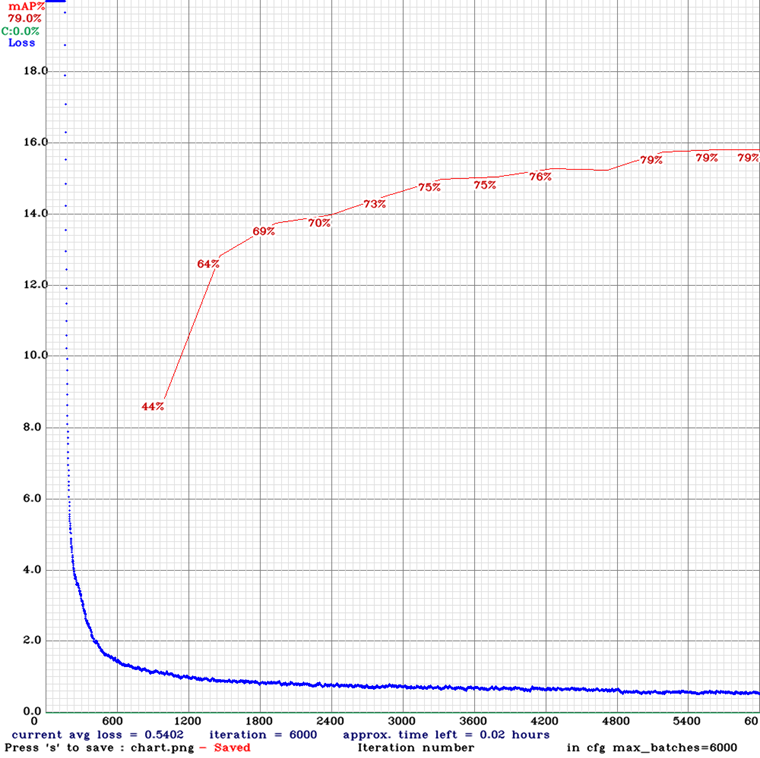 mAP%
79.0%
C:0.0%
Loss
18.0
16.0
79% 79% 79%
76%
75% 75%
73%
14.0
70%
69%
64%
12.0
10.0
44%
8.0
6.0
4.0
2.0
0.0
0 600 1200 1800 2400 3000 3600 4200 4800 5400 60
current avg loss = 0.5402 iteration = 6000 approx. time left = 0.02 hours
Press 's' to save : chart.png - Saved Iteration number in cfg max_batches=6000